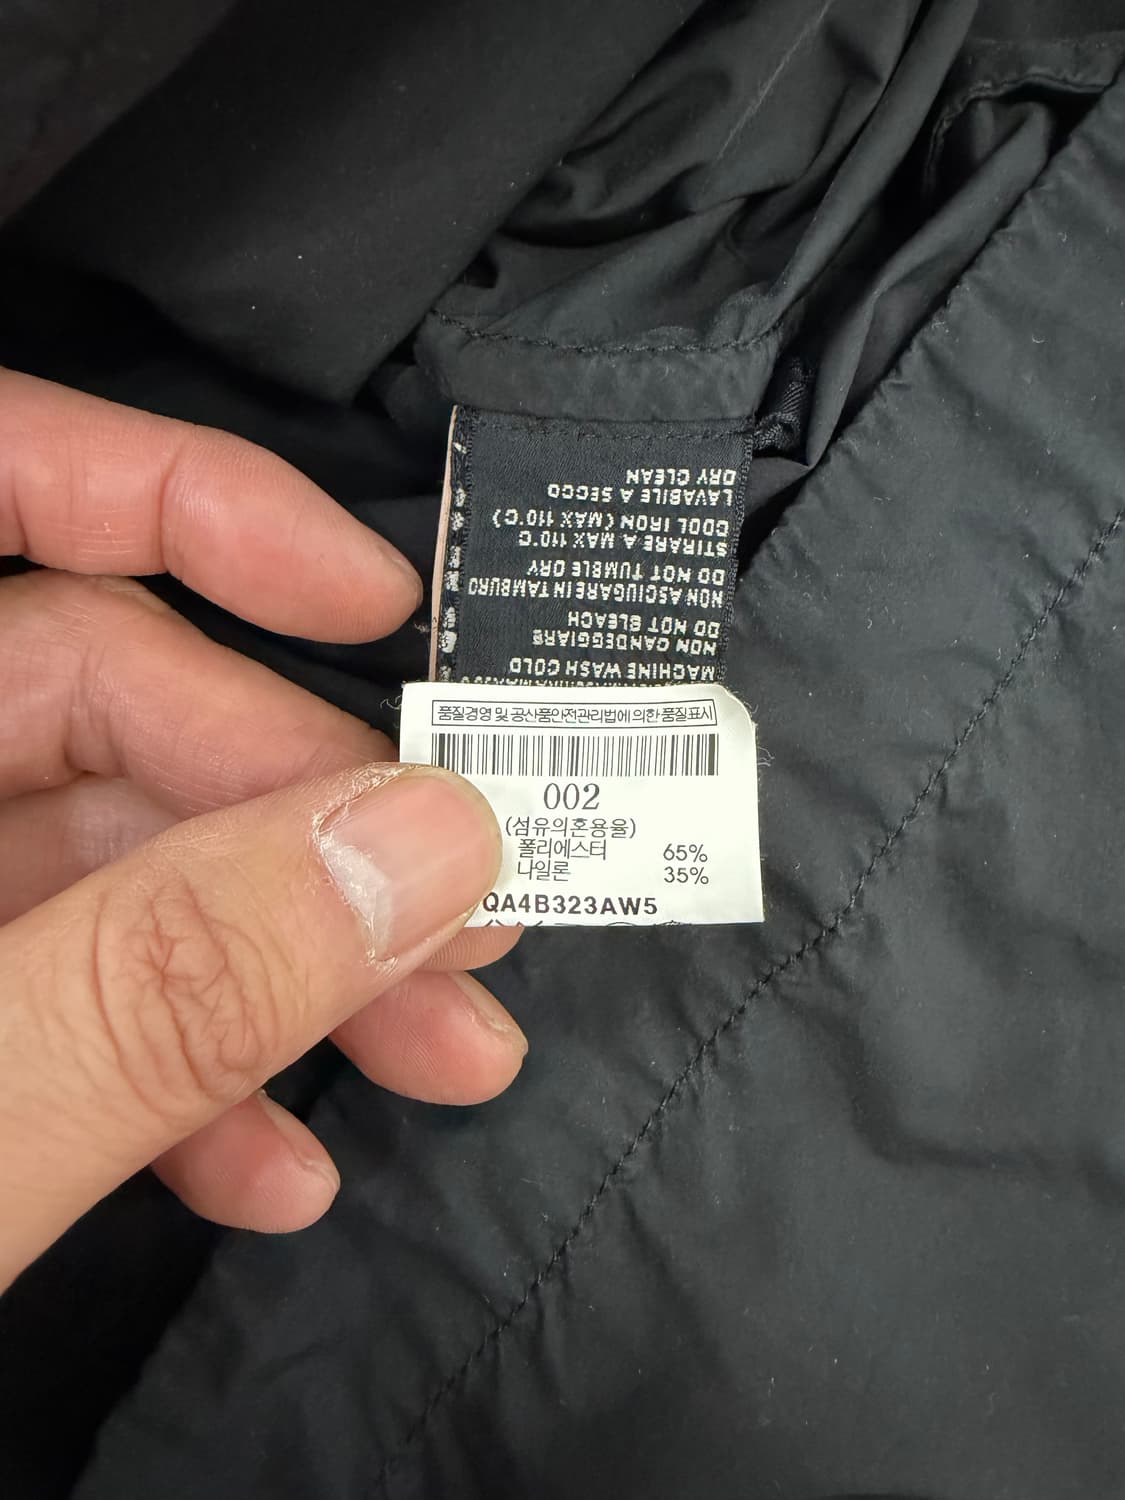 MACHINE WASH COLD
NON CANDEGGIARE
DO NOT BLEACH
NON ASCIUGARE IN TAMBURO
DO NOT TUMBLE DRY
STIRARE A MAX 110°C
COOL IRON (MAX 110°C)
LAVABILE A SECCO
DRY CLEAN
품질경영 및 공산품안전관리법에 의한 품질표시
002
(섬유의혼용율)
폴리에스터 65%
나일론 35%
QA4B323AW5